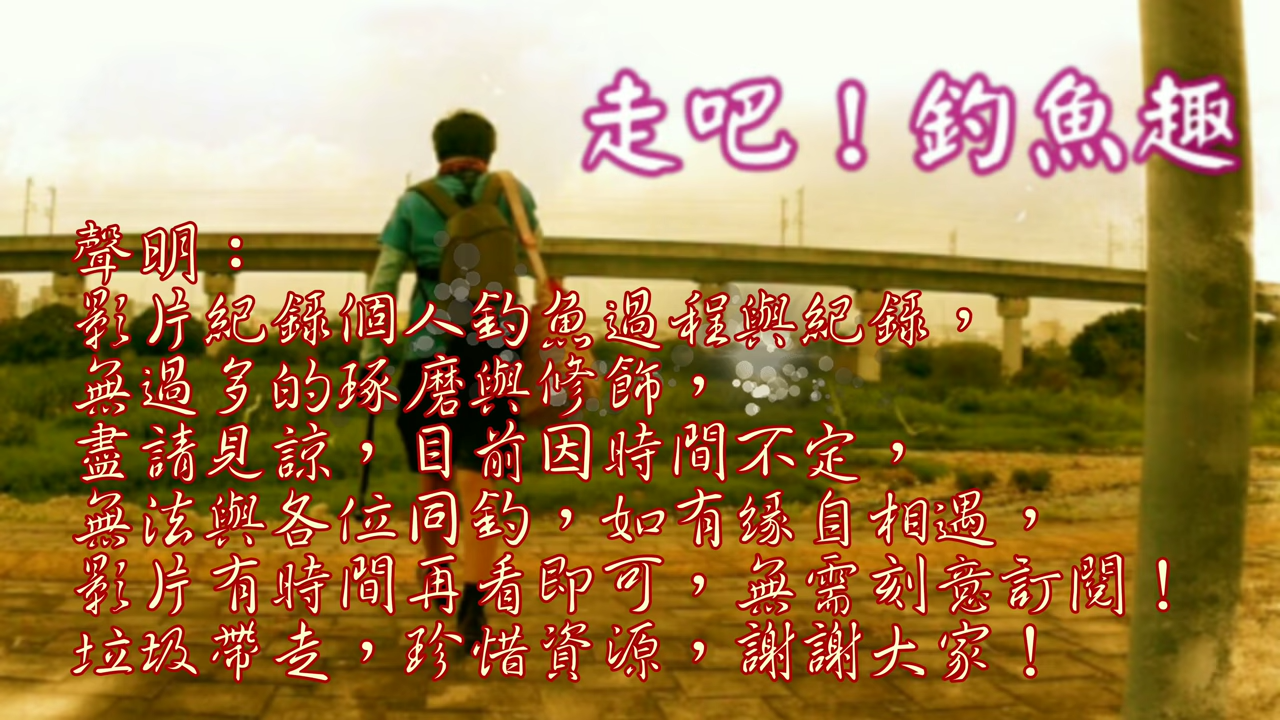 走吧！釣魚趣
聲明：
影片紀錄個人釣魚過程與紀錄，
無過多的琢磨與修飾，
盡請見諒，目前因時間不定，
無法與各位同釣，如有緣自相遇，
影片有時間再看即可，無需刻意訂閱！
垃圾帶走，珍惜資源，謝謝大家！